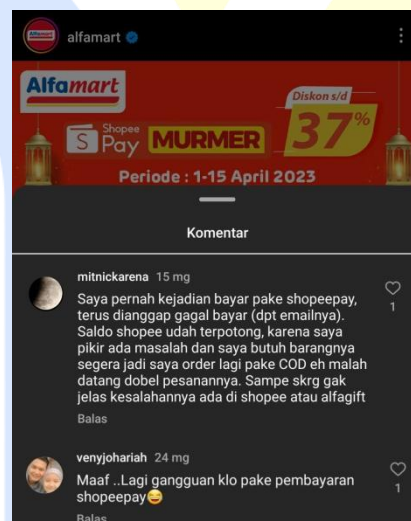 alfamart
Alfamart
Diskon s/d
37%
S Shopee Pay MURMER
Periode : 1-15 April 2023
Komentar
mitnickarena 15 mg
Saya pernah kejadian bayar pake shopeepay,
terus dianggap gagal bayar (dpt emailnya).
Saldo shopee udah terpotong, karena saya
pikir ada masalah dan saya butuh barangnya
segera jadi saya order lagi pake COD eh malah
datang dobel pesanannya. Sampe skrg gak
jelas kesalahannya ada di shopee atau alfagift
1
Balas
venyjohariah 24 mg
Maaf ..Lagi gangguan klo pake pembayaran
shopeepay😅
1
Balas